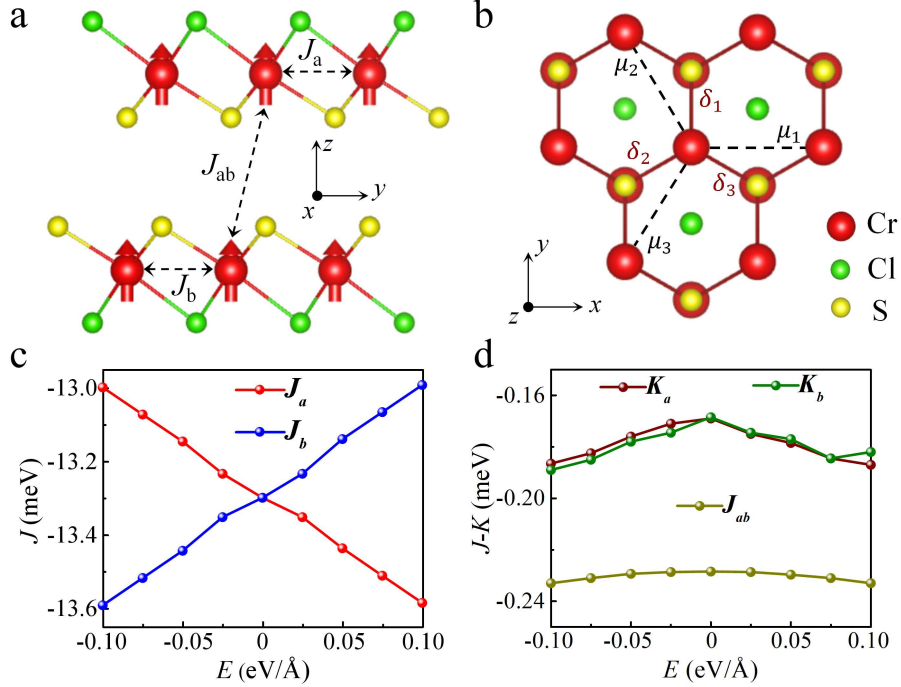 a
J_a
J_ab
z
y
x
J_b
b
μ_2
δ_1
μ_1
δ_2
δ_3
μ_3
y
x
z
Cr
Cl
S
c
-13.0
J_a
J_b
-13.2
-13.4
-13.6
J (meV)
-0.10 -0.05 0 0.05 0.10
E (eV/Å)
d
K_a K_b
-0.16
-0.20
J_ab
-0.24
J-K (meV)
-0.10 -0.05 0 0.05 0.10
E (eV/Å)